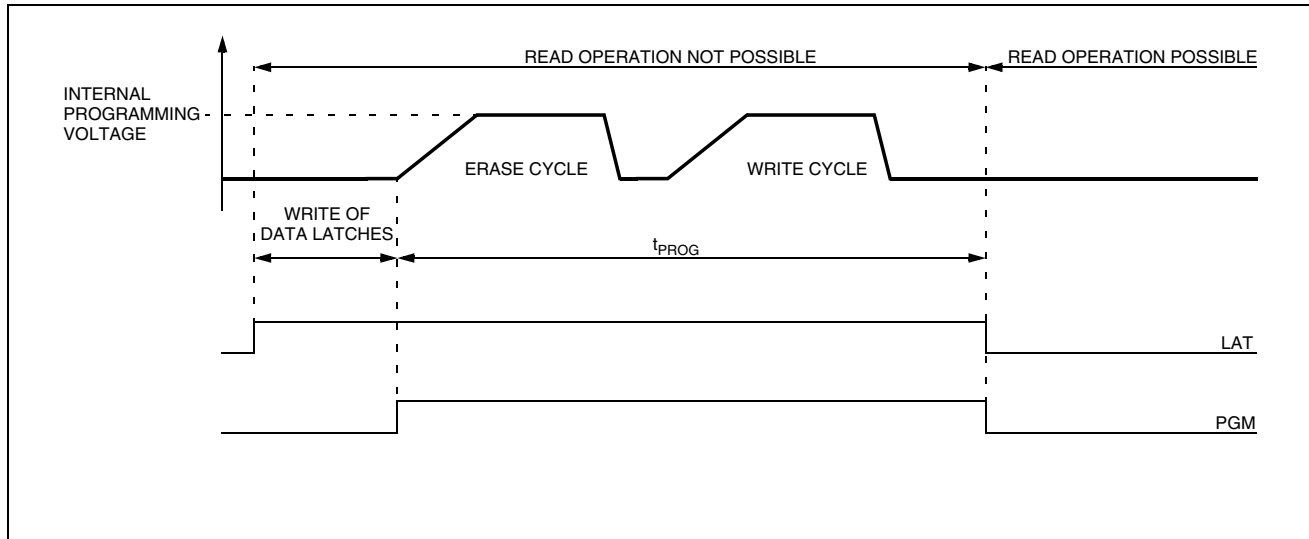 READ OPERATION NOT POSSIBLE
READ OPERATION POSSIBLE
INTERNAL
PROGRAMMING
VOLTAGE
ERASE CYCLE
WRITE CYCLE
WRITE OF
DATA LATCHES
tPROG
LAT
PGM